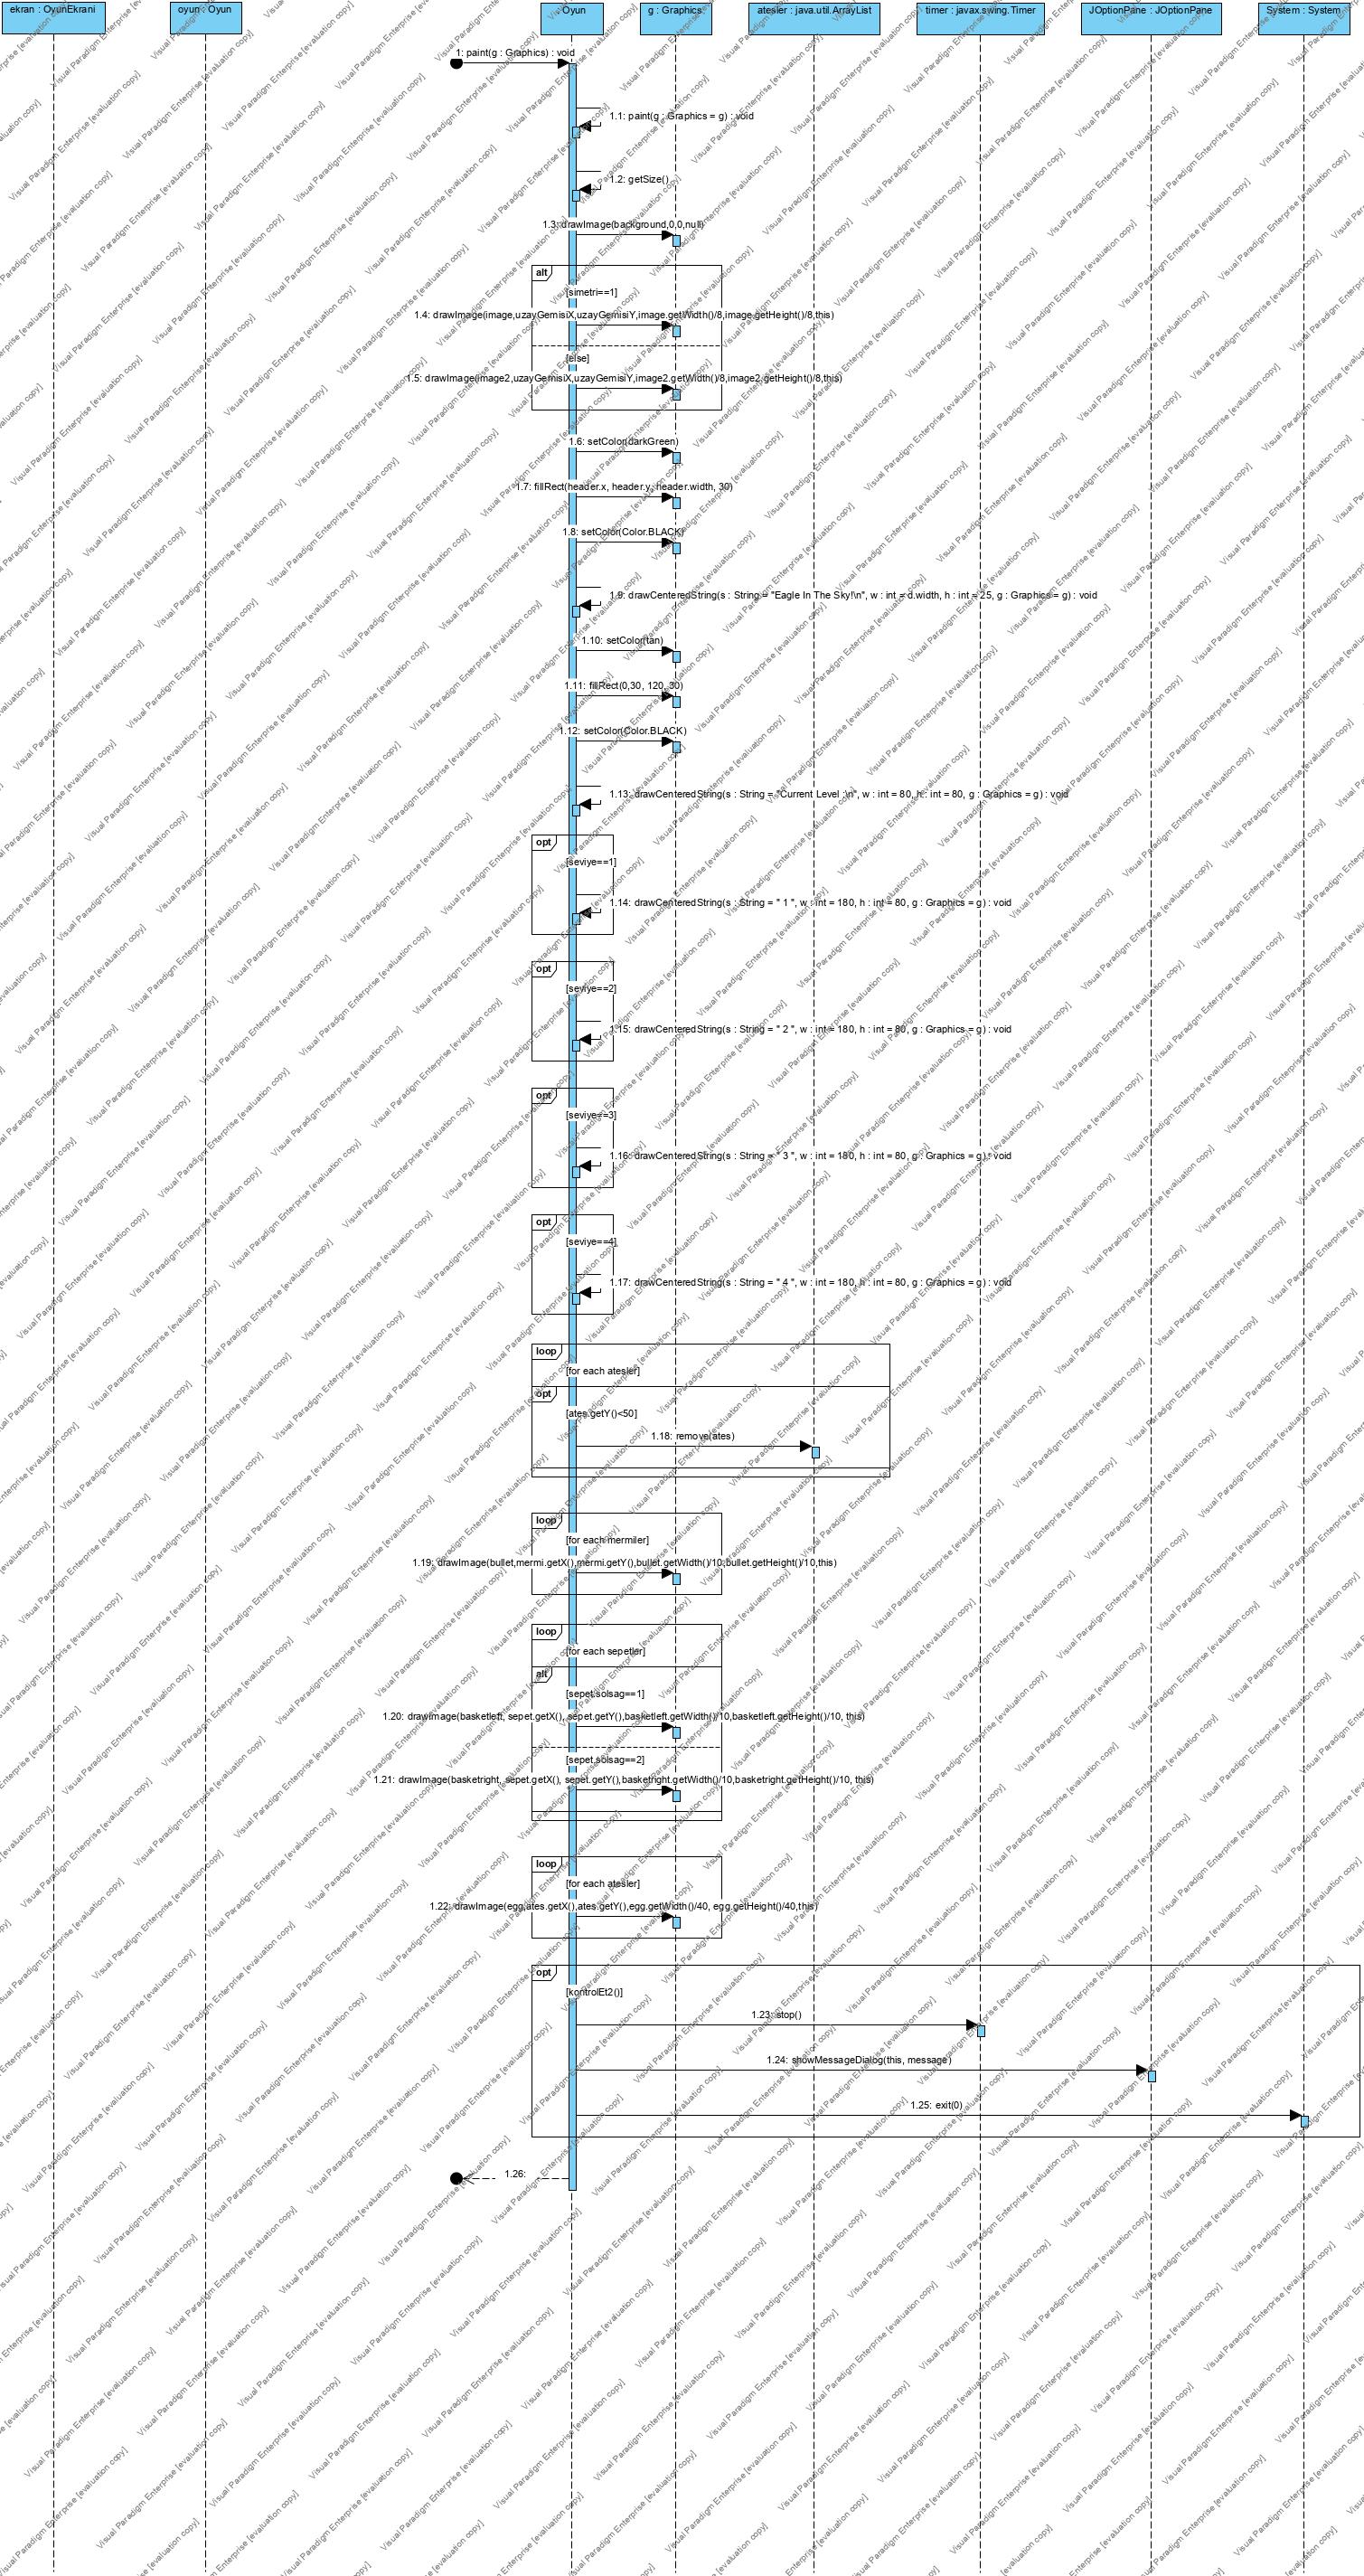 ekran : OyunEkrani
oyun : Oyun
Oyun
g : Graphics
atesler : java.util.ArrayList
timer : javax.swing.Timer
JOptionPane : JOptionPane
System : System
1: paint(g : Graphics) : void
1.1: paint(g : Graphics = g) : void
1.2: getSize()
1.3: drawImage(background,0,0,null)
alt
[simetri==1]
1.4: drawImage(image,uzayGemisiX,uzayGemisiY,image.getWidth()/8,image.getHeight()/8,this)
[else]
1.5: drawImage(image2,uzayGemisiX,uzayGemisiY,image2.getWidth()/8,image2.getHeight()/8,this)
1.6: setColor(darkGreen)
1.7: fillRect(header.x, header.y, header.width, 30)
1.8: setColor(Color.BLACK)
1.9: drawCenteredString(s : String = "Eagle In The Sky!\n", w : int = d.width, h : int = 25, g : Graphics = g) : void
1.10: setColor(tan)
1.11: fillRect(0,30, 120, 30)
1.12: setColor(Color.BLACK)
1.13: drawCenteredString(s : String = "Current Level :\n", w : int = 80, h : int = 80, g : Graphics = g) : void
opt
[seviye==1]
1.14: drawCenteredString(s : String = " 1 ", w : int = 180, h : int = 80, g : Graphics = g) : void
opt
[seviye==2]
1.15: drawCenteredString(s : String = " 2 ", w : int = 180, h : int = 80, g : Graphics = g) : void
opt
[seviye==3]
1.16: drawCenteredString(s : String = " 3 ", w : int = 180, h : int = 80, g : Graphics = g) : void
opt
[seviye==4]
1.17: drawCenteredString(s : String = " 4 ", w : int = 180, h : int = 80, g : Graphics = g) : void
loop
[for each atesler]
opt
[ates.getY()<50]
1.18: remove(ates)
loop
[for each mermiler]
1.19: drawImage(bullet,mermi.getX(),mermi.getY(),bullet.getWidth()/10,bullet.getHeight()/10,this)
loop
[for each sepetler]
alt
[sepet.solsag==1]
1.20: drawImage(basketleft, sepet.getX(), sepet.getY(),basketleft.getWidth()/10,basketleft.getHeight()/10, this)
[sepet.solsag==2]
1.21: drawImage(basketright, sepet.getX(), sepet.getY(),basketright.getWidth()/10,basketright.getHeight()/10, this)
loop
[for each atesler]
1.22: drawImage(egg,ates.getX(),ates.getY(),egg.getWidth()/40, egg.getHeight()/40,this)
opt
[kontrolEt2()]
1.23: stop()
1.24: showMessageDialog(this, message)
1.25: exit(0)
1.26:
Visual Paradigm Enterprise [evaluation copy]